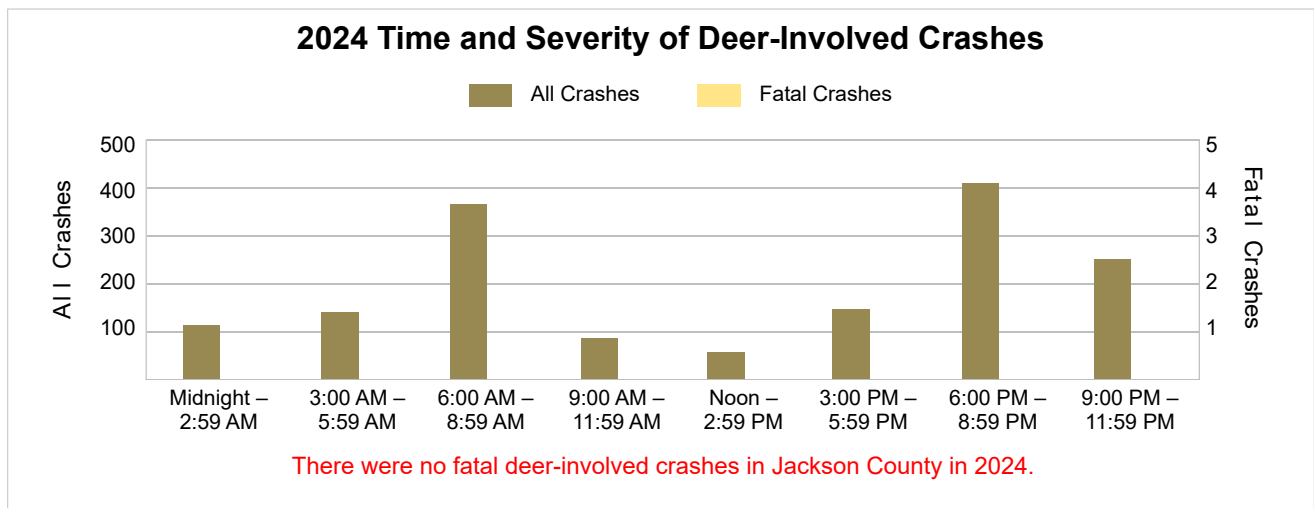 2024 Time and Severity of Deer-Involved Crashes
All Crashes
Fatal Crashes
All Crashes
500
400
300
200
100
5
4
3
2
1
Fatal Crashes
Midnight –
2:59 AM
3:00 AM –
5:59 AM
6:00 AM –
8:59 AM
9:00 AM –
11:59 AM
Noon –
2:59 PM
3:00 PM –
5:59 PM
6:00 PM –
8:59 PM
9:00 PM –
11:59 PM
There were no fatal deer-involved crashes in Jackson County in 2024.